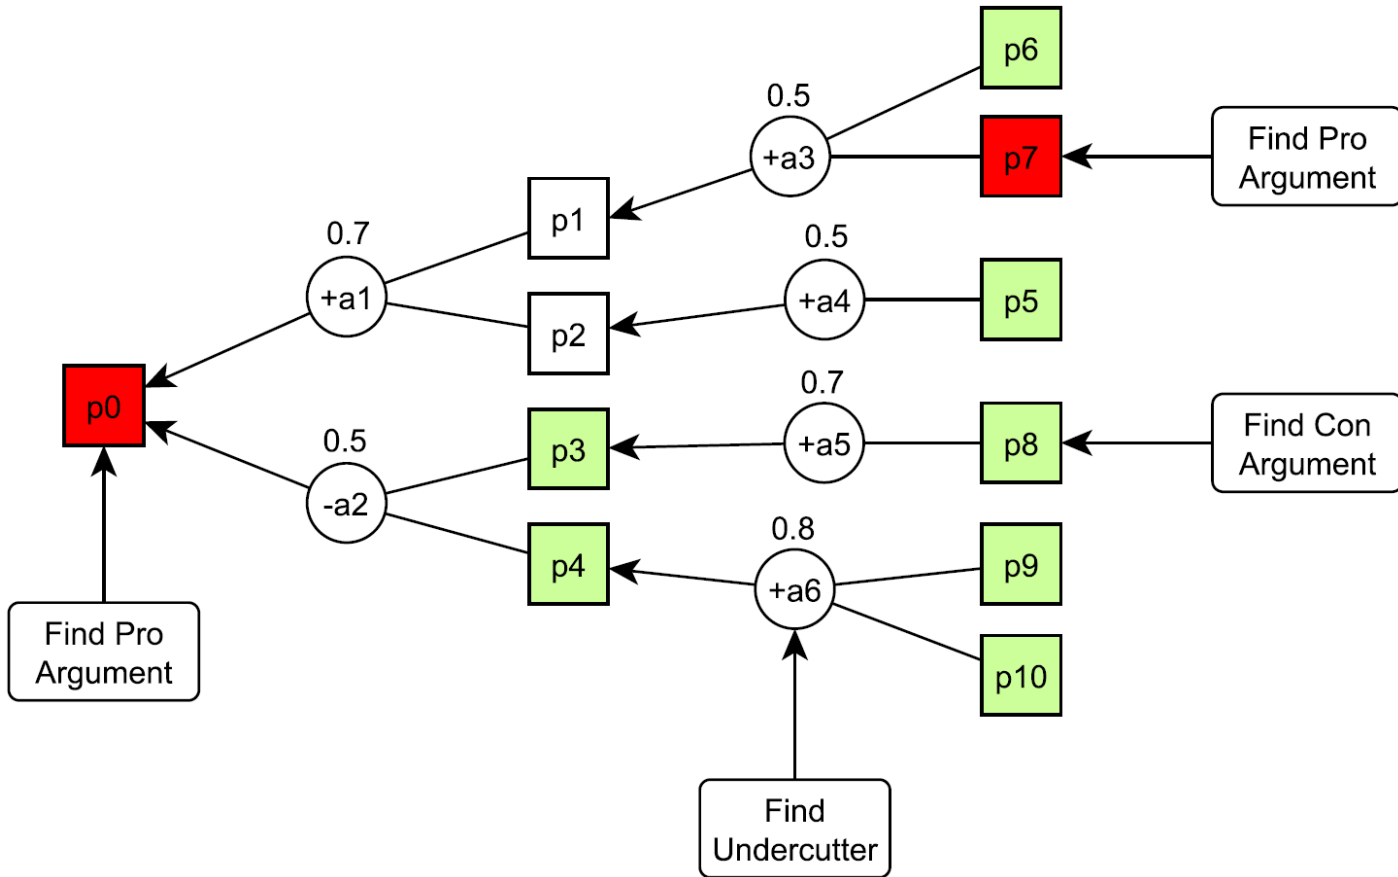 p6
0.5
+a3
p7
Find Pro
Argument
p1
0.7
+a1
0.5
+a4
p5
p2
p0
0.7
p3
+a5
p8
Find Con
Argument
0.5
-a2
0.8
p4
+a6
p9
p10
Find Pro
Argument
Find
Undercutter